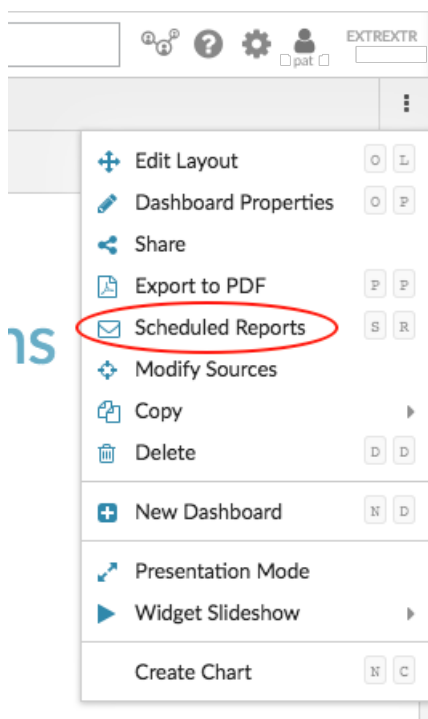 EXTREXTR
pat
Edit Layout O L
Dashboard Properties O P
Share
Export to PDF P P
ns
Scheduled Reports S R
Modify Sources
Copy
Delete D D
New Dashboard N D
Presentation Mode
Widget Slideshow
Create Chart N C